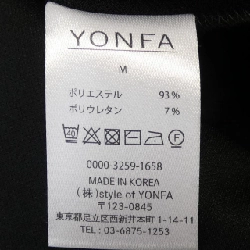 YONFA
M
ポリエステル 93%
ポリウレタン 7%
40
0000-3259-1658
MADE IN KOREA
(株)style of YONFA
〒123-0845
東京都足立区西新井本町1-14-11
TEL: 03-6875-1253